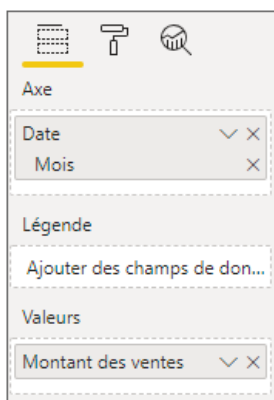 Axe
Date
Mois
Légende
Ajouter des champs de don...
Valeurs
Montant des ventes